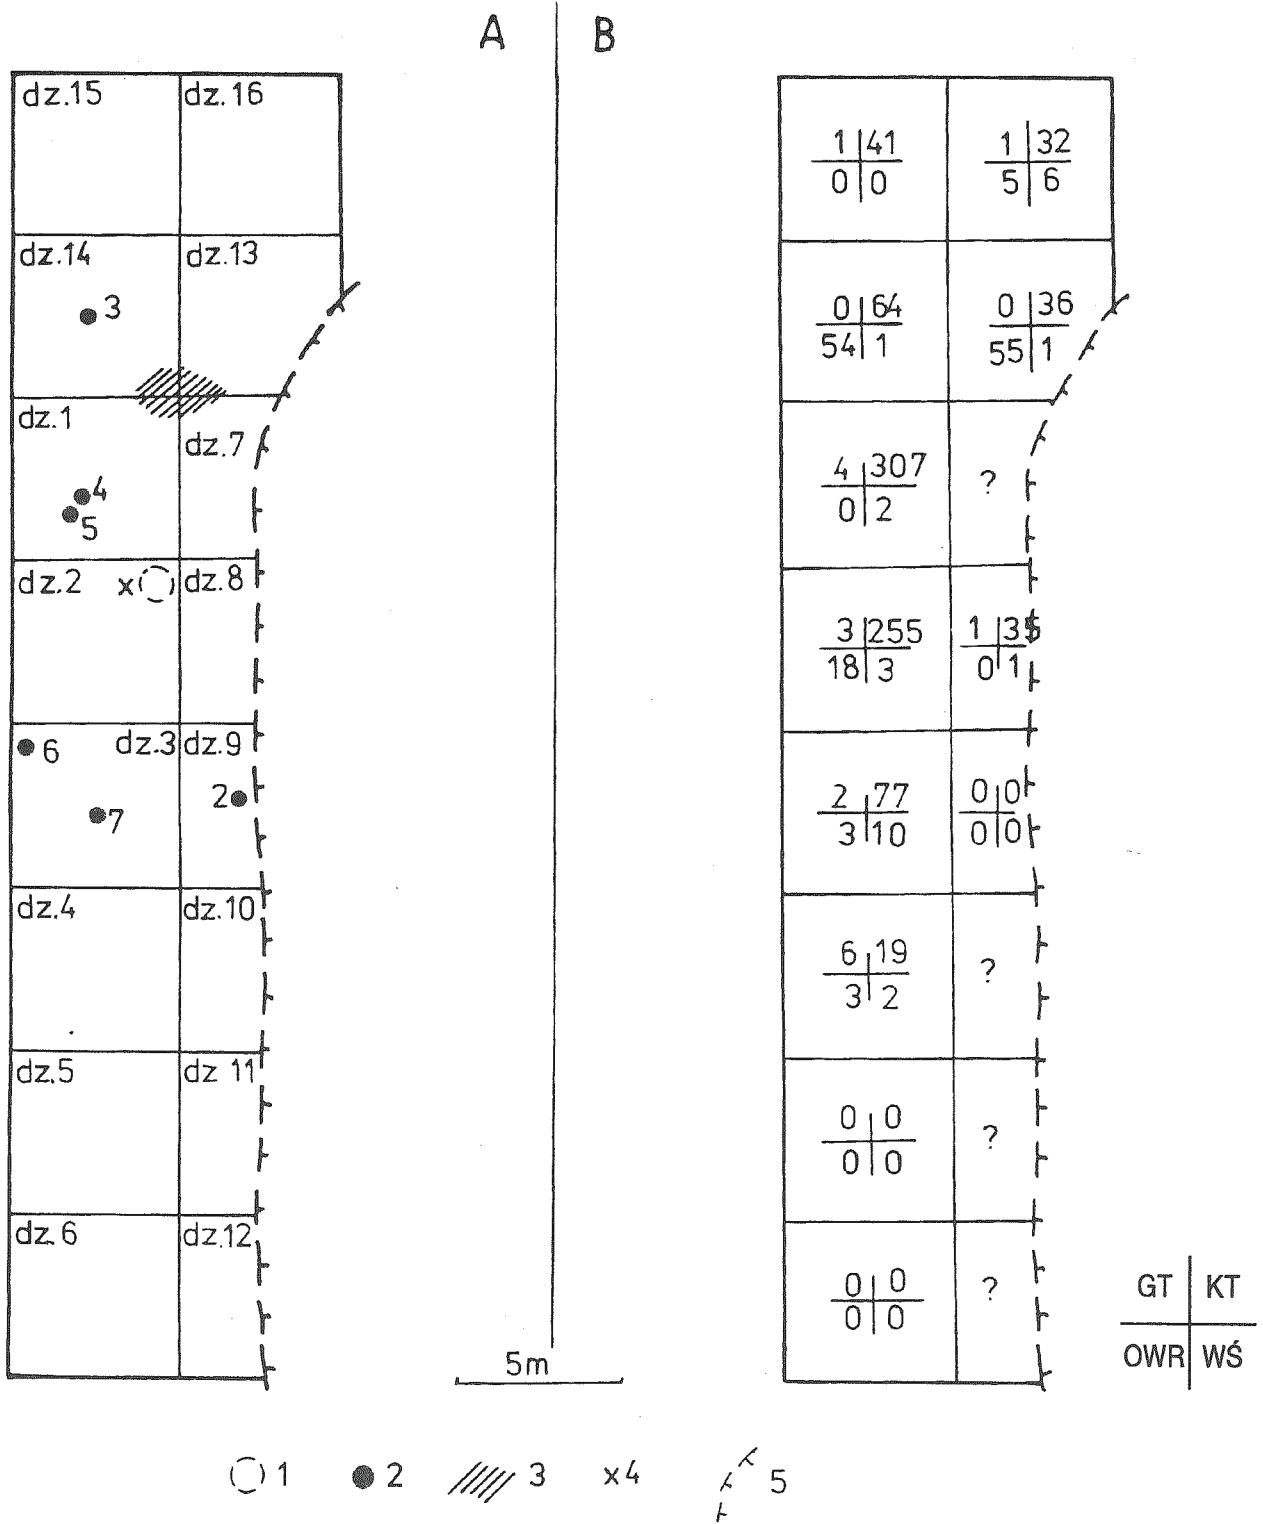 A B
dz.15 dz.16
dz.14 dz.13
3
dz.1
dz.7
4
5
dz.2 x dz.8
dz.3 dz.9
6
2
7
dz.4 dz.10
dz.5 dz 11
dz.6 dz.12
1 41 1 32
0 0 5 6
0 64 0 36
54 1 55 1
4 307 ?
0 2
3 255 1
18 3 0 1
2 77 0 0
3 10 0 0
6 19 ?
3 2
0 0 ?
0 0
0 0 ?
0 0
GT KT
OWR WŚ
5m
1 2 3 x4 5